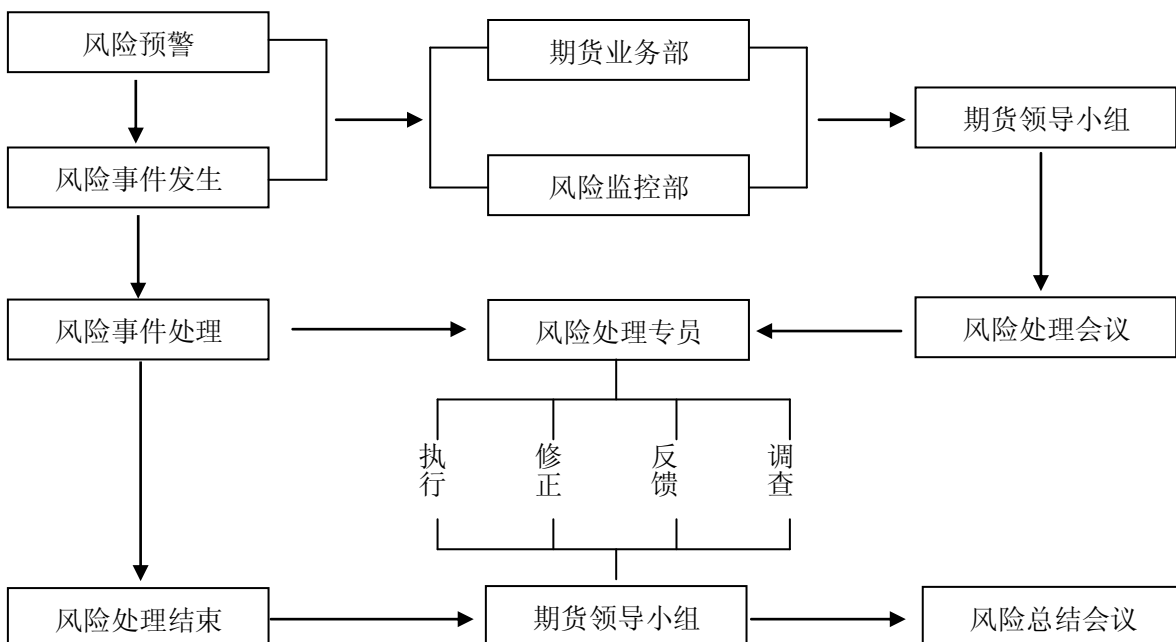 风险预警
期货业务部
期货领导小组
风险事件发生
风险监控部
风险事件处理
风险处理专员
风险处理会议
执行
修正
反馈
调查
风险处理结束
期货领导小组
风险总结会议